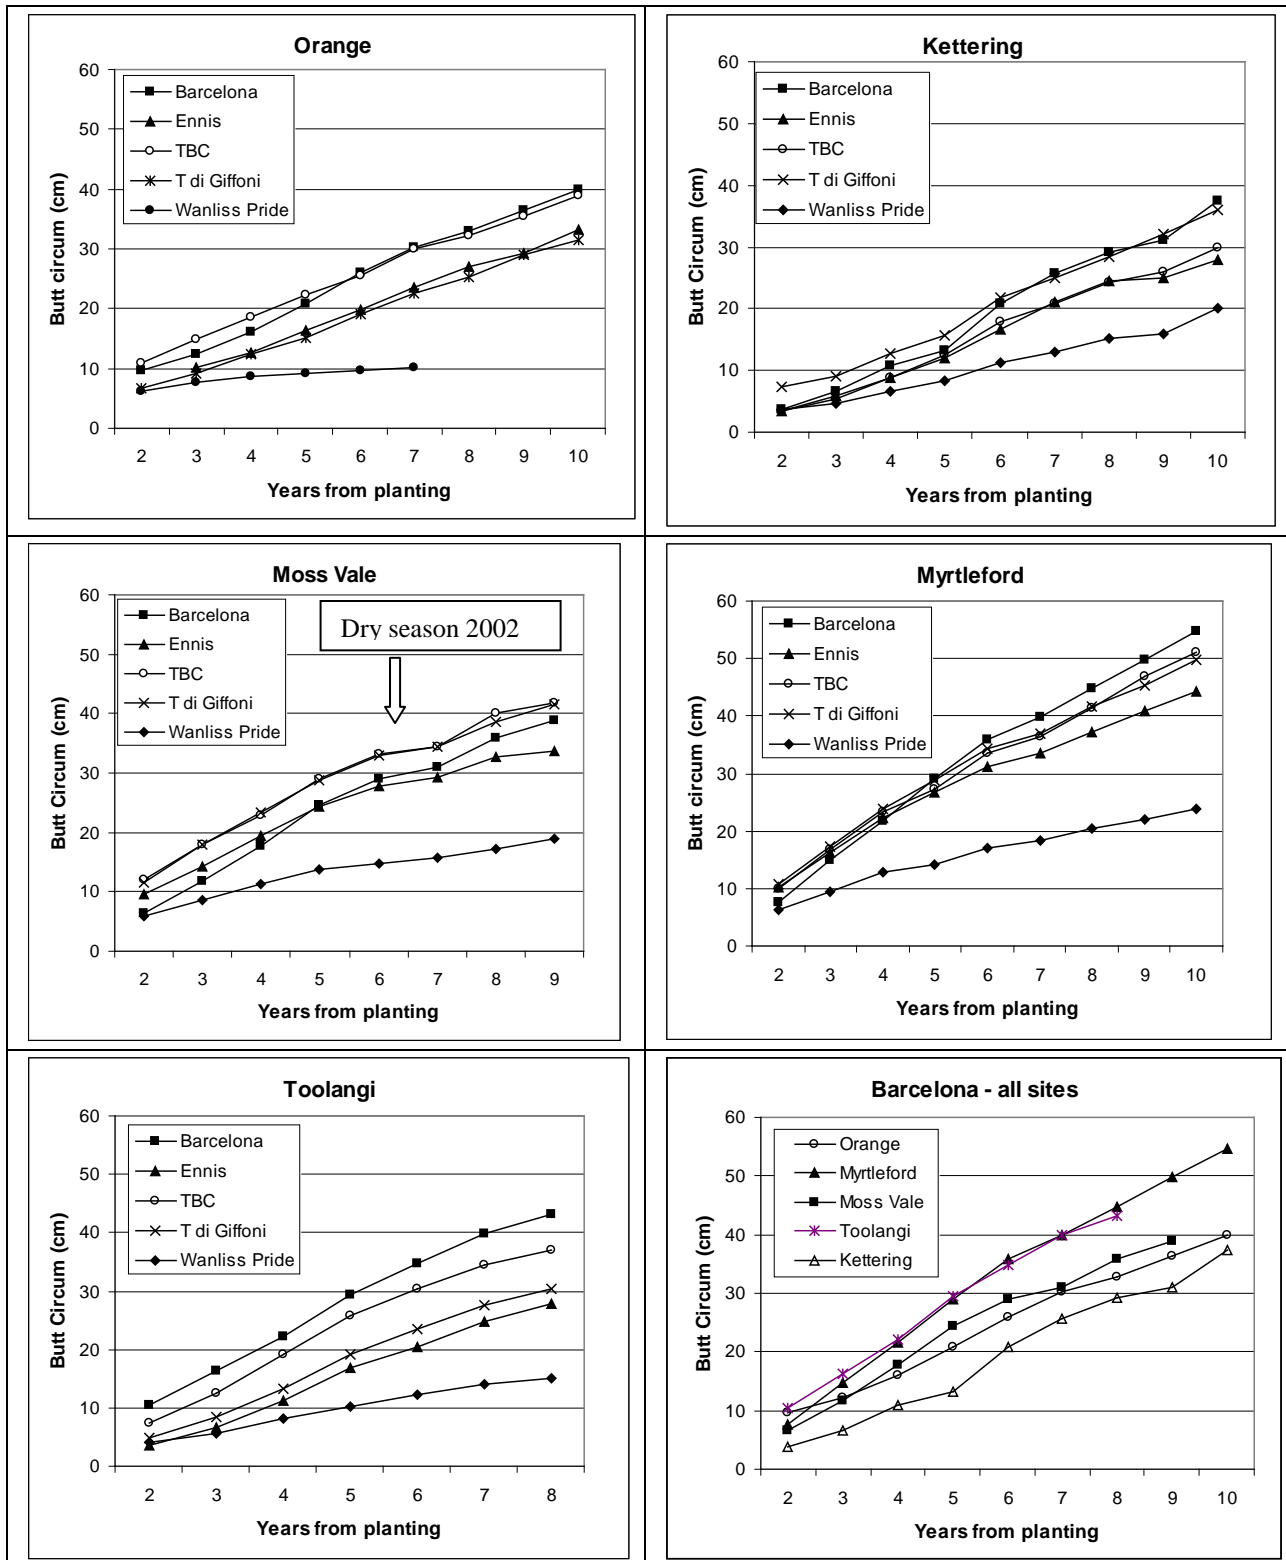 Orange
60
50
40
30
20
10
0
Butt circum (cm)
Barcelona
Ennis
TBC
T di Giffoni
Wanliss Pride
2 3 4 5 6 7 8 9 10
Years from planting
Kettering
60
50
40
30
20
10
0
Butt Circum (cm)
Barcelona
Ennis
TBC
T di Giffoni
Wanliss Pride
2 3 4 5 6 7 8 9 10
Years from planting
Moss Vale
60
50
40
30
20
10
0
Butt Circum (cm)
Barcelona
Ennis
TBC
T di Giffoni
Wanliss Pride
Dry season 2002
2 3 4 5 6 7 8 9
Years from planting
Myrtleford
60
50
40
30
20
10
0
Butt circum (cm)
Barcelona
Ennis
TBC
T di Giffoni
Wanliss Pride
2 3 4 5 6 7 8 9 10
Years from planting
Toolangi
60
50
40
30
20
10
0
Butt Circum (cm)
Barcelona
Ennis
TBC
T di Giffoni
Wanliss Pride
2 3 4 5 6 7 8
Years from planting
Barcelona - all sites
60
50
40
30
20
10
0
Butt Circum (cm)
Orange
Myrtleford
Moss Vale
Toolangi
Kettering
2 3 4 5 6 7 8 9 10
Years from planting